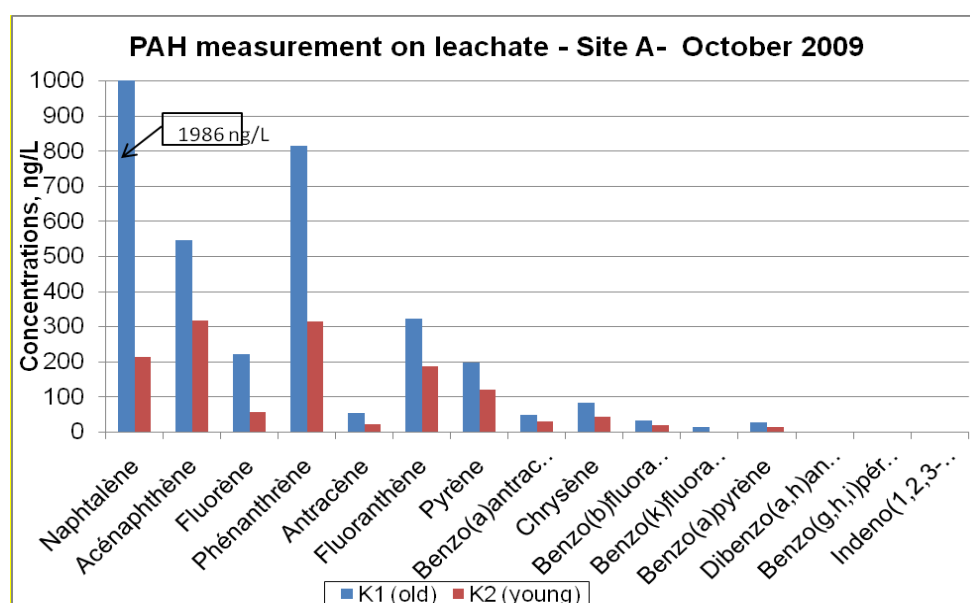 PAH measurement on leachate - Site A- October 2009
Concentrations, ng/L
1000
900
800
700
600
500
400
300
200
100
0
1986 ng/L
Naphtalène
Acénaphthène
Fluorène
Phénanthrène
Antracène
Fluoranthène
Pyrène
Benzo(a)antrac..
Chrysène
Benzo(b)fluora..
Benzo(k)fluora..
Benzo(a)pyrène
Dibenzo(a,h)an..
Benzo(g,h,i)pér..
Indeno(1,2,3-..
K1 (old) K2 (young)